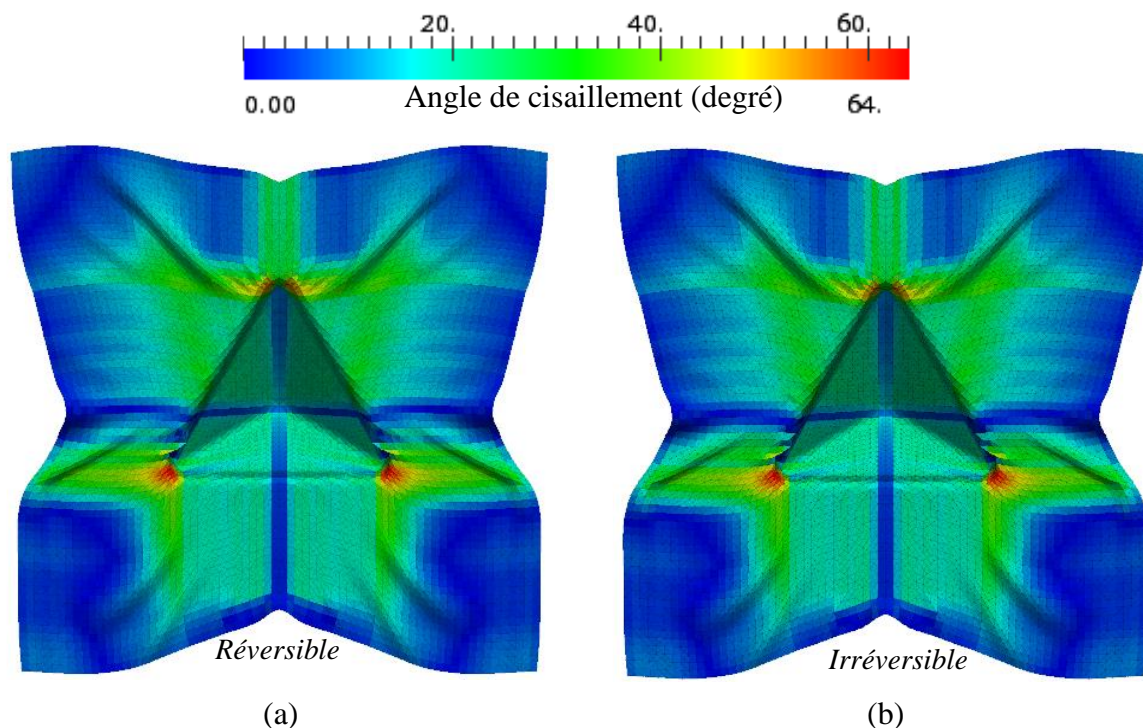 20. 40. 60.
0.00 Angle de cisaillement (degré) 64.
Réversible Irréversible
(a) (b)